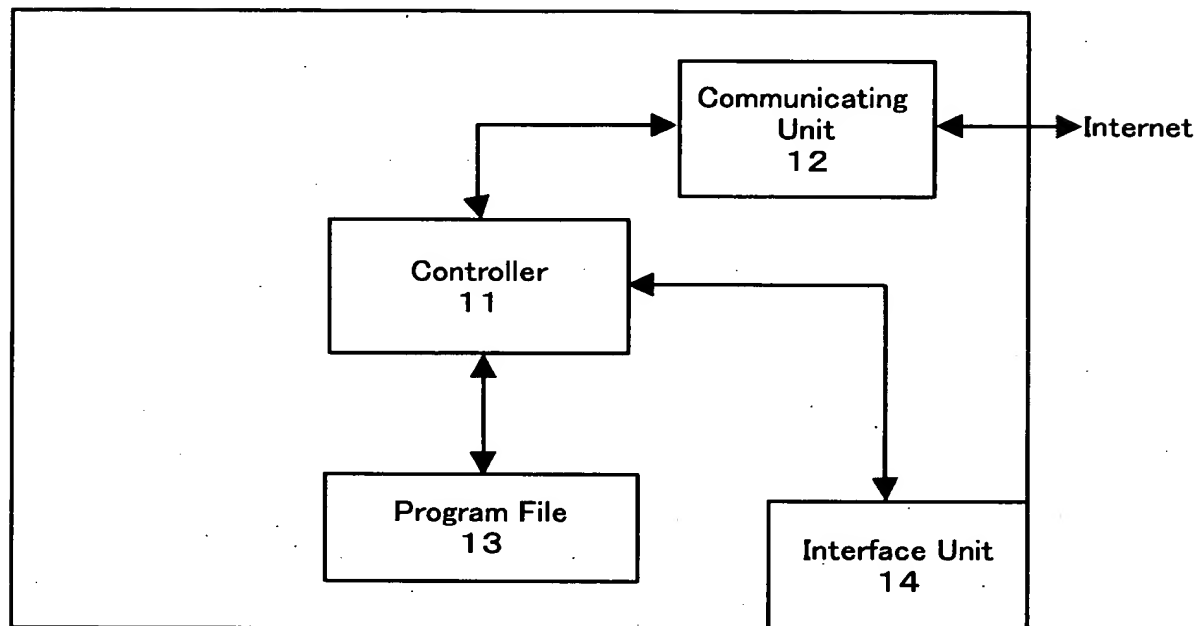 Communicating
Unit
12
Internet
Controller
11
Program File
13
Interface Unit
14